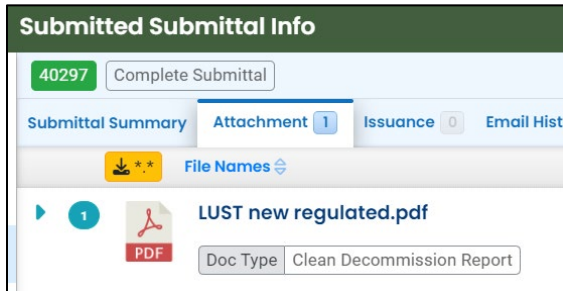 Submitted Submittal Info
40297 Complete Submittal
Submittal Summary Attachment 1 Issuance 0 Email Hist
*.* File Names
1 PDF LUST new regulated.pdf
Doc Type Clean Decommission Report